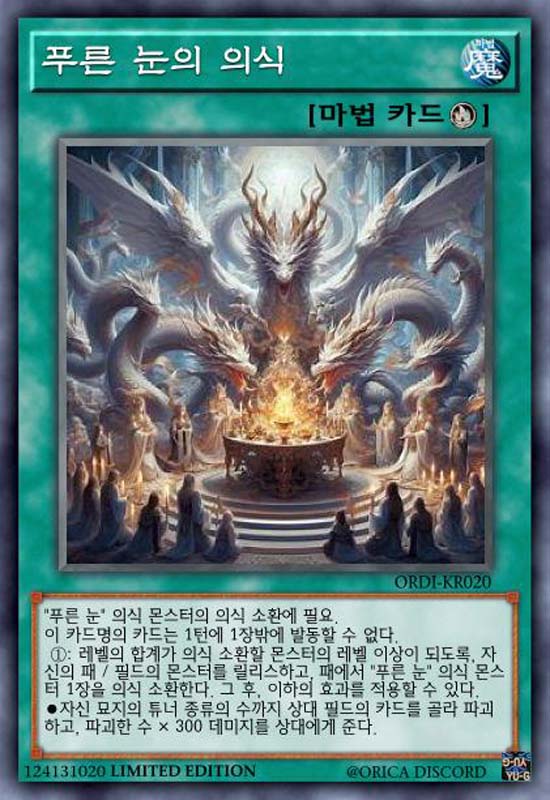 푸른 눈의 의식
마법
魔
[마법 카드]
ORDI-KR020
"푸른 눈" 의식 몬스터의 의식 소환에 필요.
이 카드명의 카드는 1턴에 1장밖에 발동할 수 없다.
①: 레벨의 합계가 의식 소환할 몬스터의 레벨 이상이 되도록, 자
신의 패 / 필드의 몬스터를 릴리스하고, 패에서 "푸른 눈" 의식 몬스
터 1장을 의식 소환한다. 그 후, 이하의 효과를 적용할 수 있다.
●자신 묘지의 튜너 종류의 수까지 상대 필드의 카드를 골라 파괴
하고, 파괴한 수 × 300 데미지를 상대에게 준다.
124131020 LIMITED EDITION @ORICA DISCORD